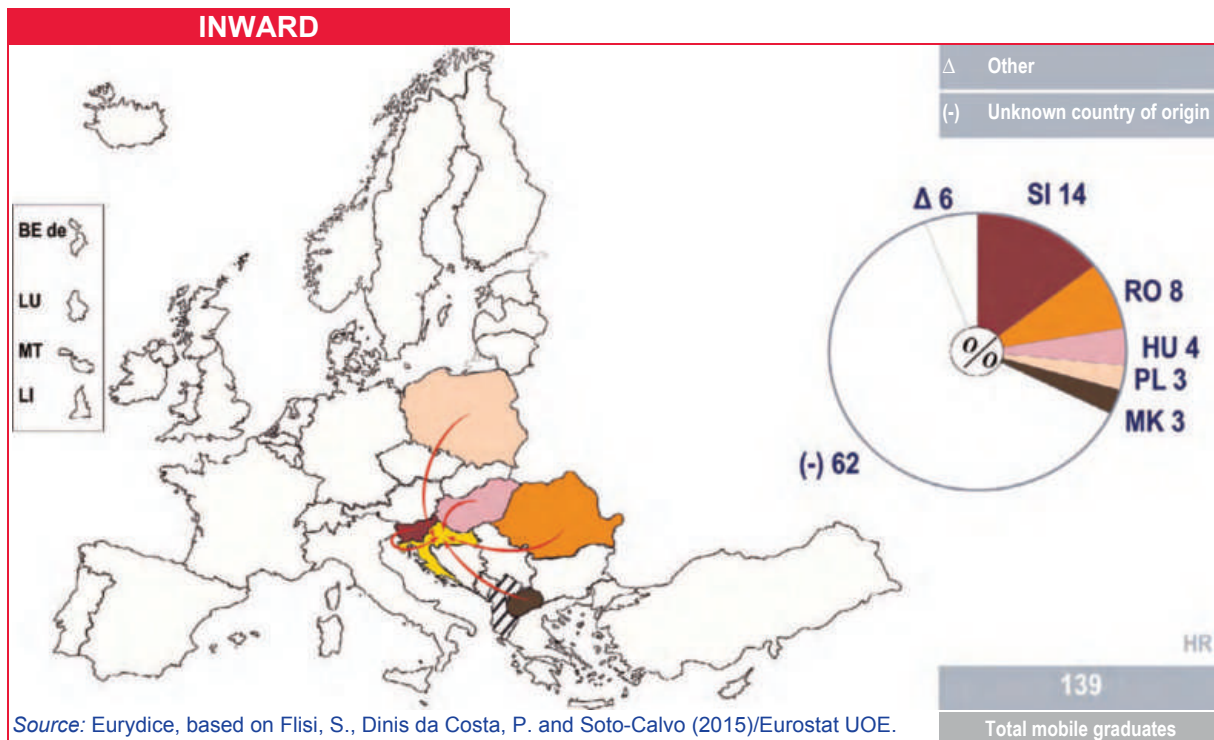 INWARD
Δ Other
(-) Unknown country of origin
BE de
LU
MT
LI
Δ 6
SI 14
RO 8
HU 4
PL 3
MK 3
(-) 62
%
HR
139
Total mobile graduates
Source: Eurydice, based on Flisi, S., Dinis da Costa, P. and Soto-Calvo (2015)/Eurostat UOE.